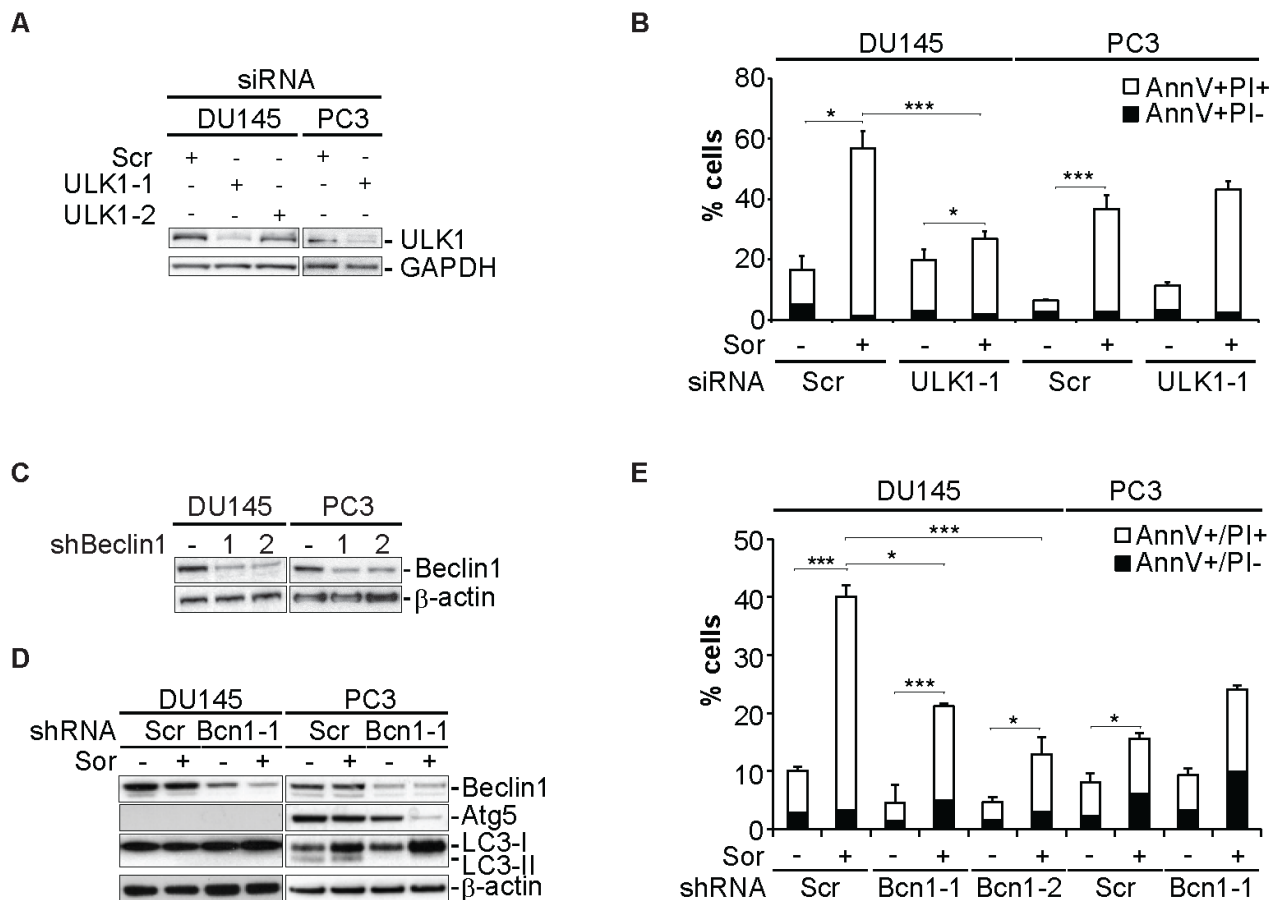 A
siRNA
DU145 PC3
Scr + - - + -
ULK1-1 - + - - +
ULK1-2 - - + - -
- ULK1
- GAPDH
B
DU145 PC3
AnnV+PI+
AnnV+PI-
% cells
80
60
40
20
0
* *** * ***
Sor - + - + - + - +
siRNA Scr ULK1-1 Scr ULK1-1
C
DU145 PC3
shBeclin1 - 1 2 - 1 2
-Beclin1
-β-actin
D
DU145 PC3
shRNA Scr Bcn1-1 Scr Bcn1-1
Sor - + - + - + - +
-Beclin1
-Atg5
-LC3-I
-LC3-II
-β-actin
E
DU145 PC3
AnnV+/PI+
AnnV+/PI-
% cells
50
40
30
20
10
0
*** * *** *** * *
Sor - + - + - + - + - +
shRNA Scr Bcn1-1 Bcn1-2 Scr Bcn1-1